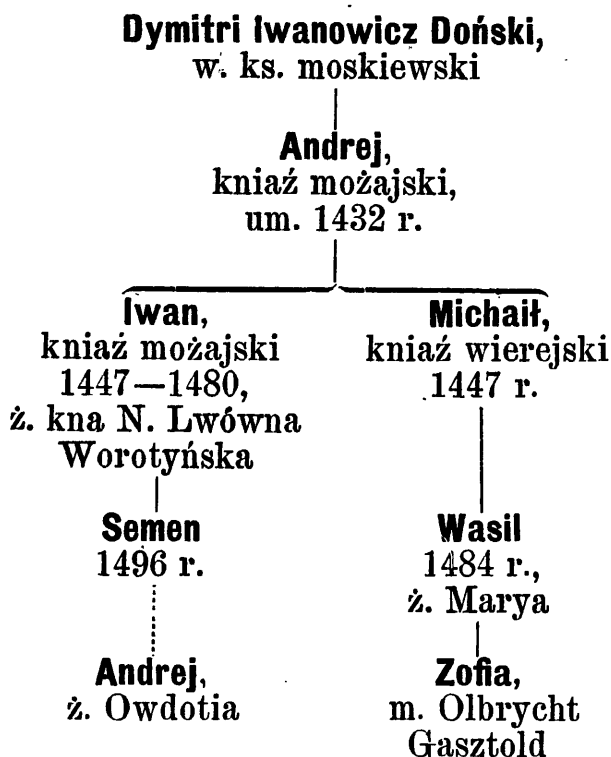 Dymitri Iwanowicz Doński,
w. ks. moskiewski
Andrej,
kniaź możajski,
um. 1432 r.
Iwan,
kniaź możajski
1447—1480,
ż. kna N. Lwówna
Worotyńska
Michaił,
kniaź wierejski
1447 r.
Semen
1496 r.
Wasil
1484 r.,
ż. Marya
Andrej,
ż. Owdotia
Zofia,
m. Olbrycht
Gasztold